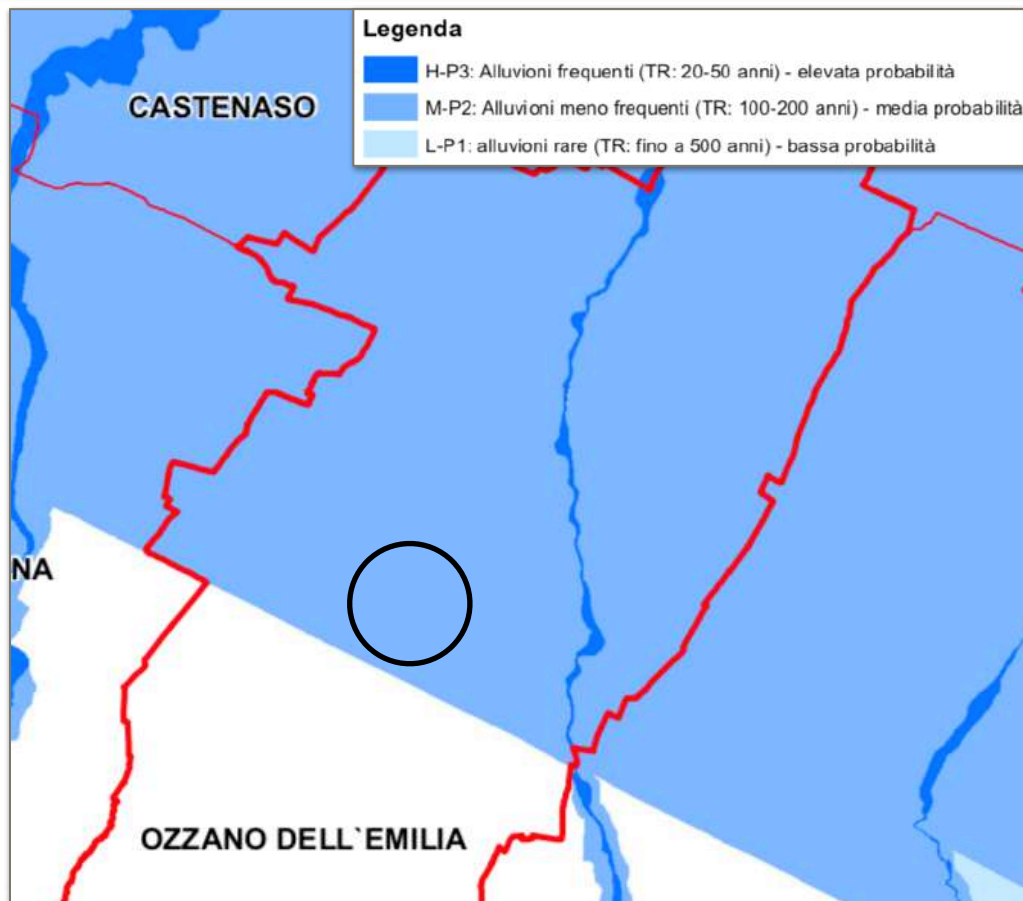 Legenda
H-P3: Alluvioni frequenti (TR: 20-50 anni) - elevata probabilità
M-P2: Alluvioni meno frequenti (TR: 100-200 anni) - media probabilità
L-P1: alluvioni rare (TR: fino a 500 anni) - bassa probabilità
CASTENASO
NA
OZZANO DELL`EMILIA